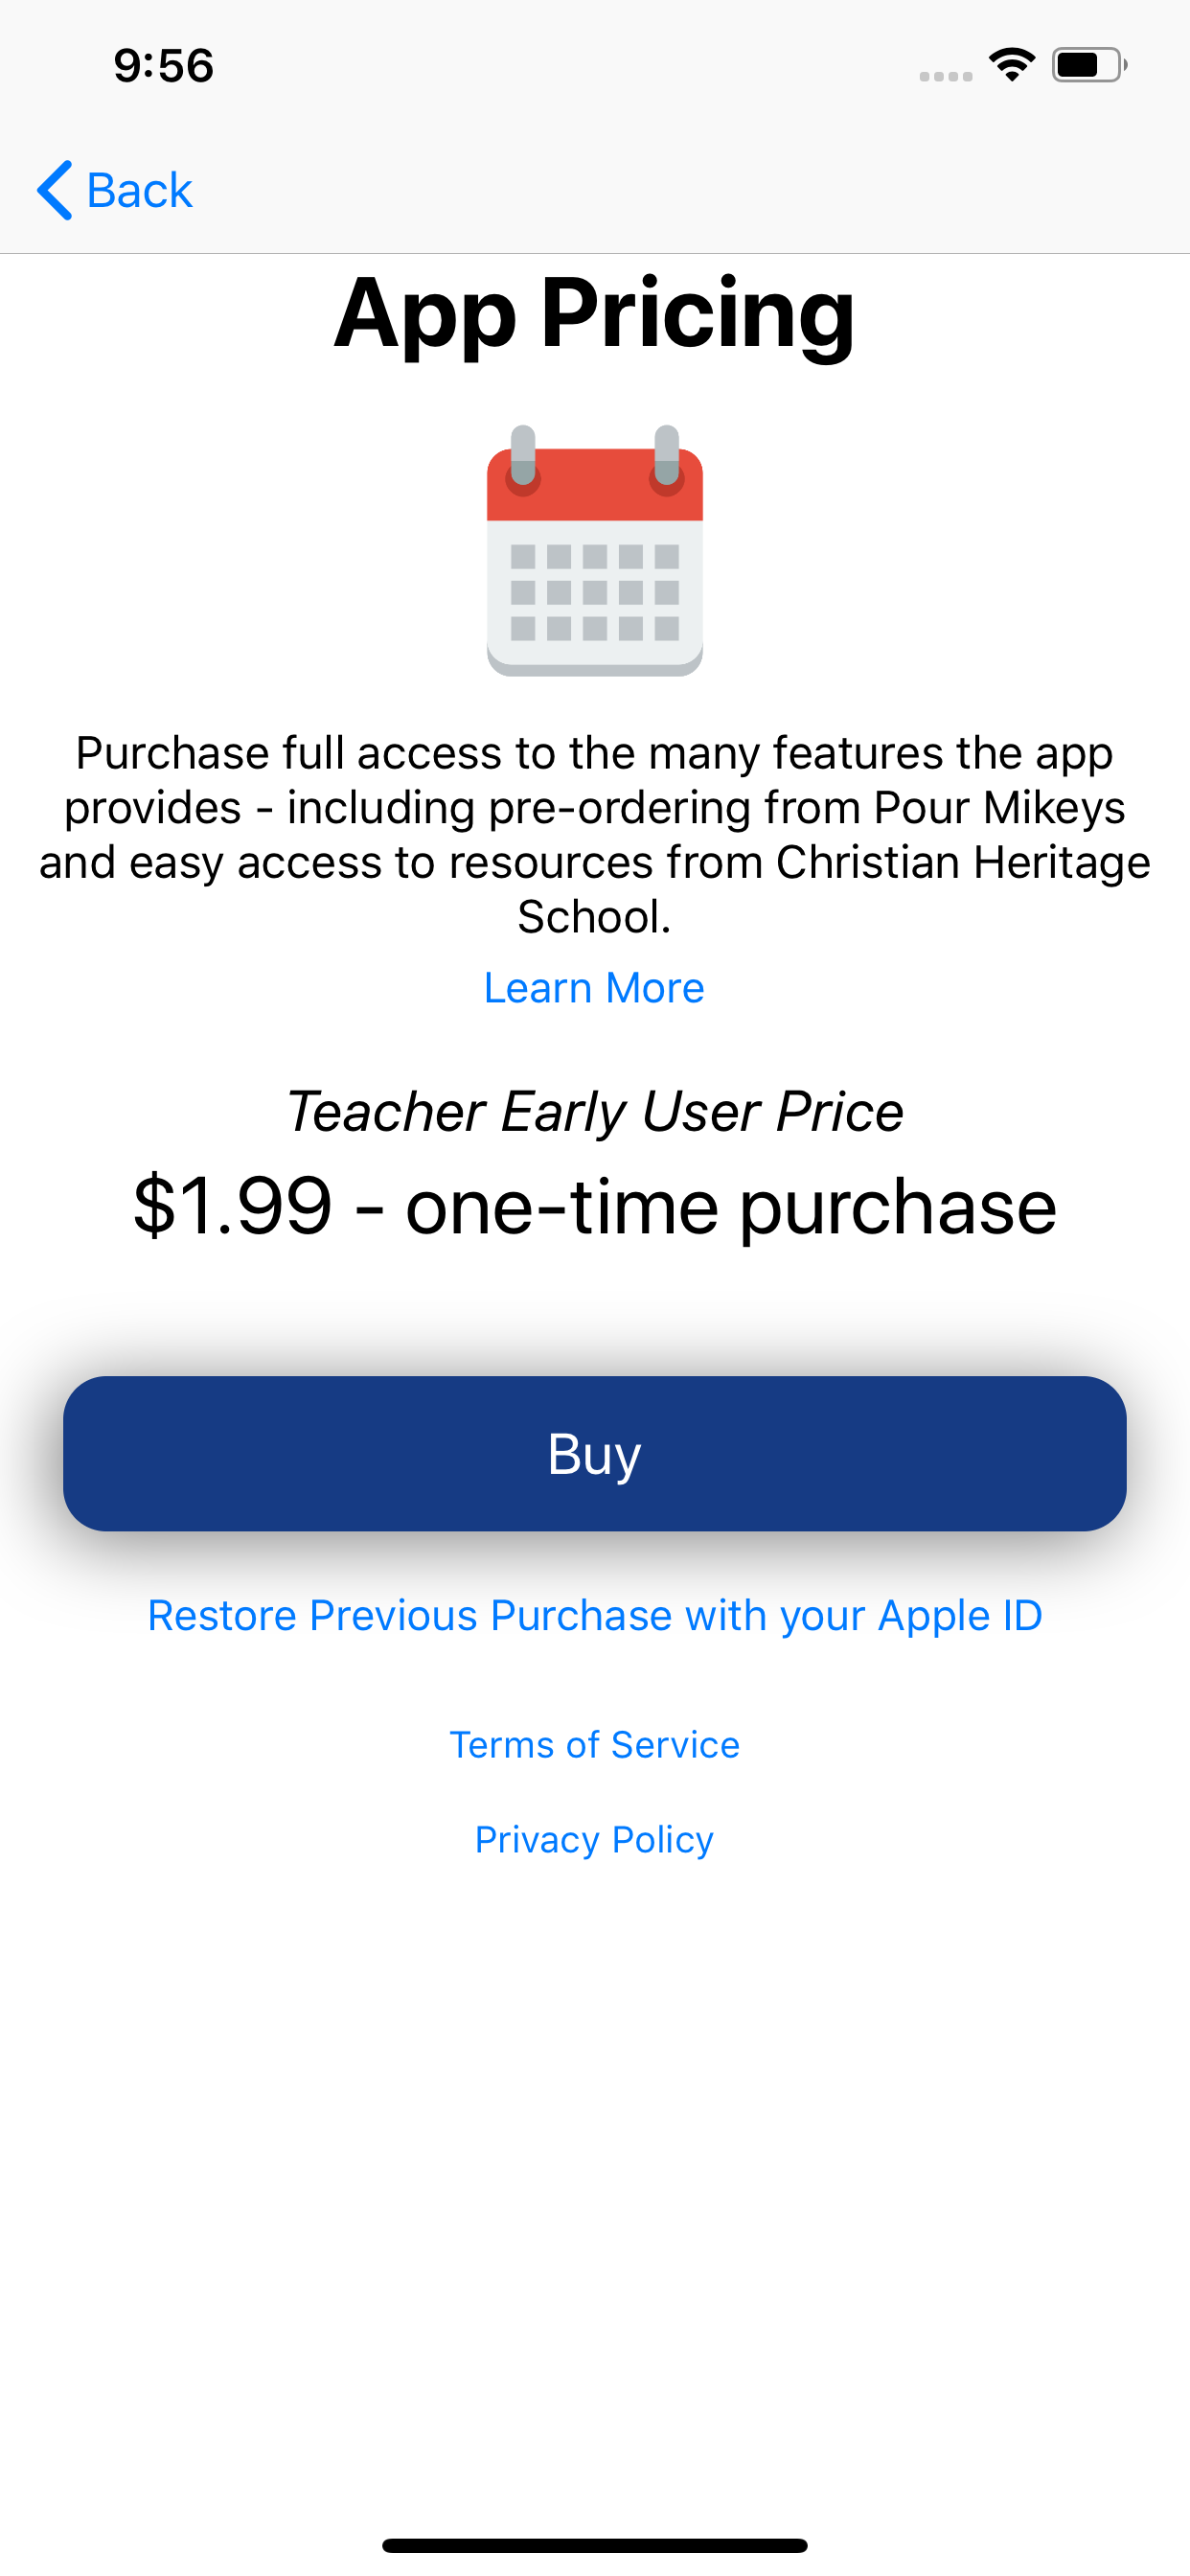 9:56
Back
App Pricing
Purchase full access to the many features the app
provides - including pre-ordering from Pour Mikeys
and easy access to resources from Christian Heritage
School.
Learn More
Teacher Early User Price
$1.99 - one-time purchase
Buy
Restore Previous Purchase with your Apple ID
Terms of Service
Privacy Policy